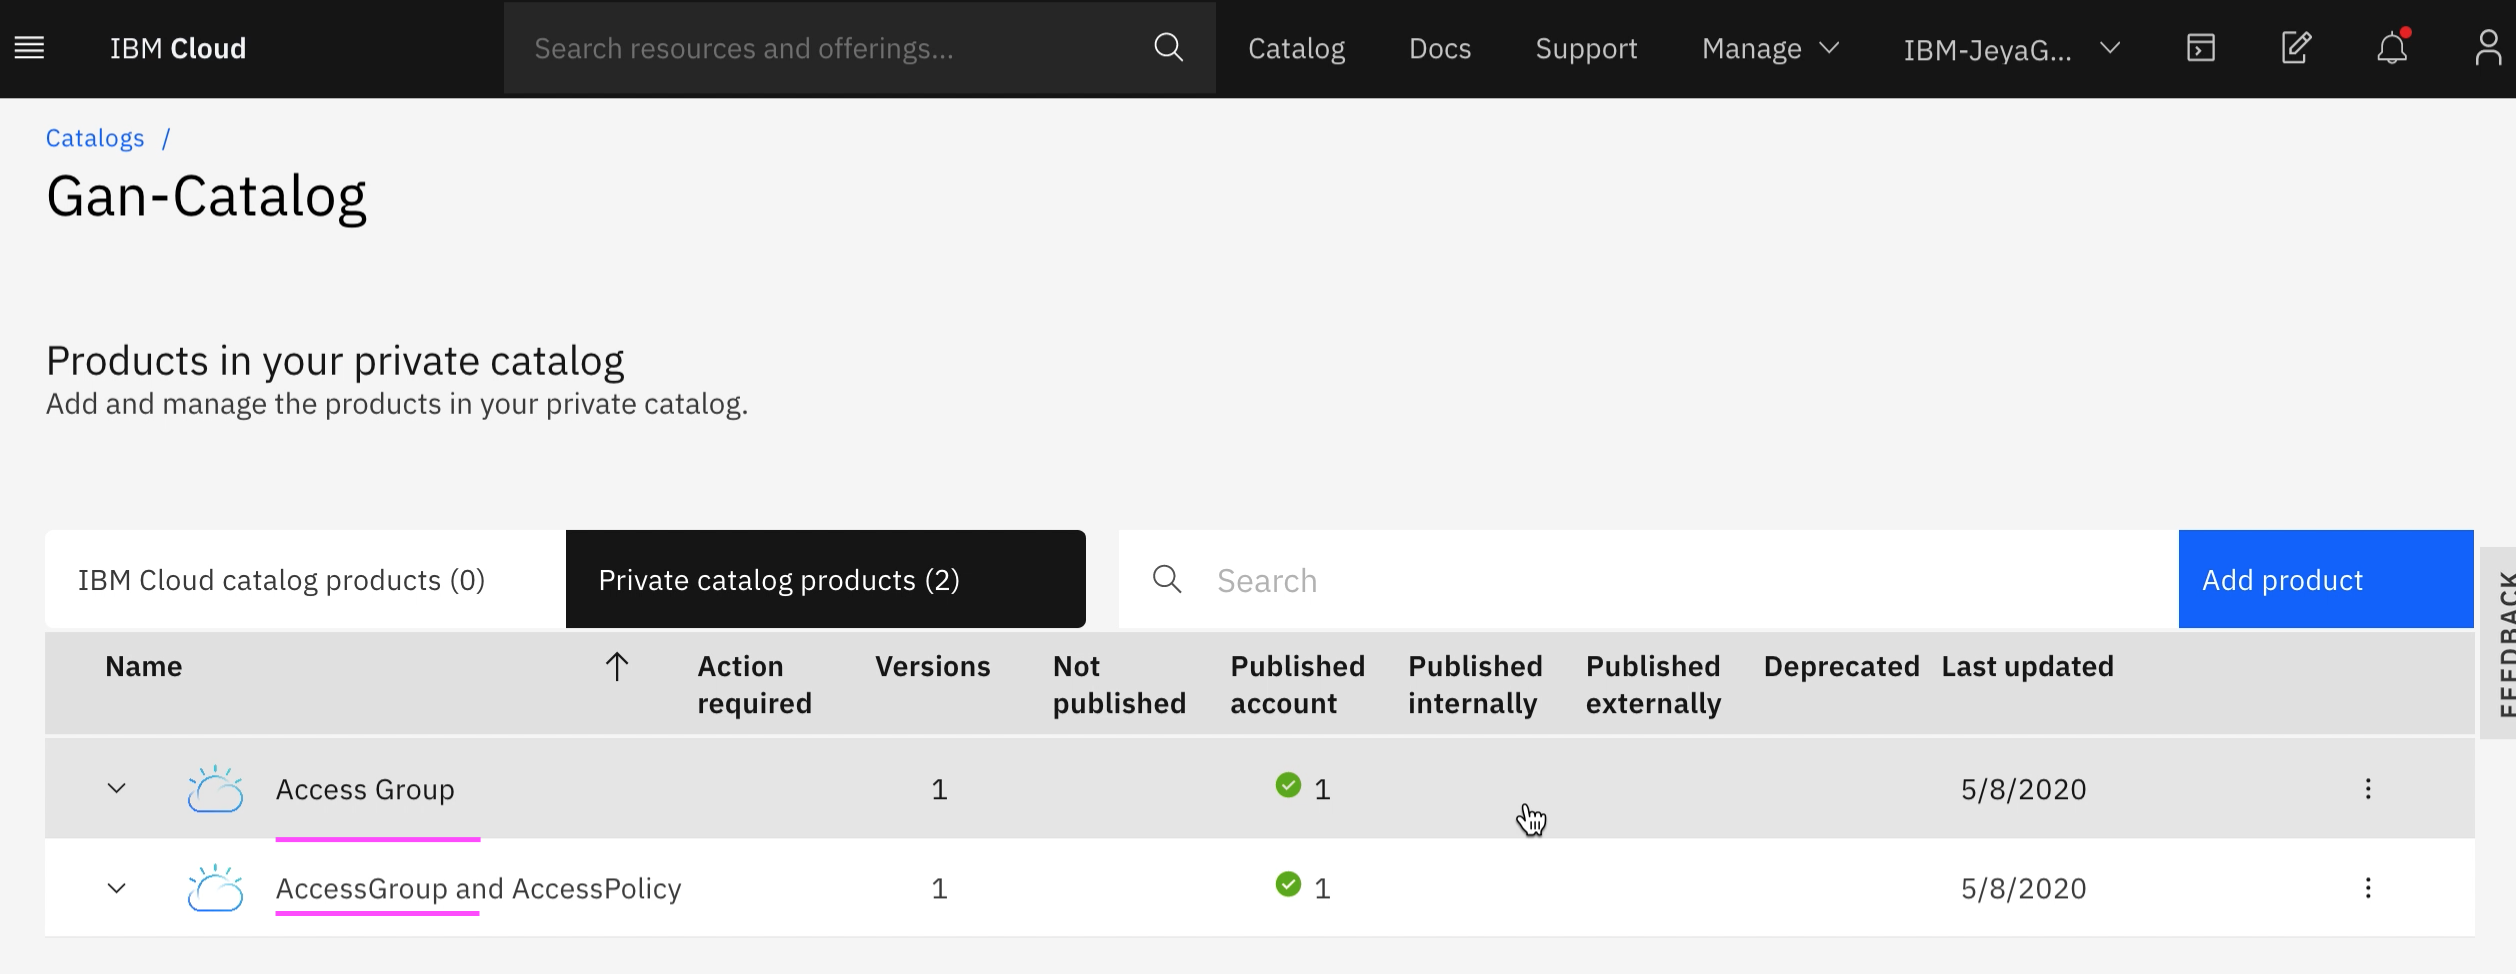 IBM Cloud
Search resources and offerings...
Catalog
Docs
Support
Manage
IBM-JeyaG...
Catalogs /
Gan-Catalog
Products in your private catalog
Add and manage the products in your private catalog.
IBM Cloud catalog products (0)
Private catalog products (2)
Search
Add product
FEEDBACK
Name
Action required
Versions
Not published
Published account
Published internally
Published externally
Deprecated
Last updated
Access Group 1 1 5/8/2020
AccessGroup and AccessPolicy 1 1 5/8/2020